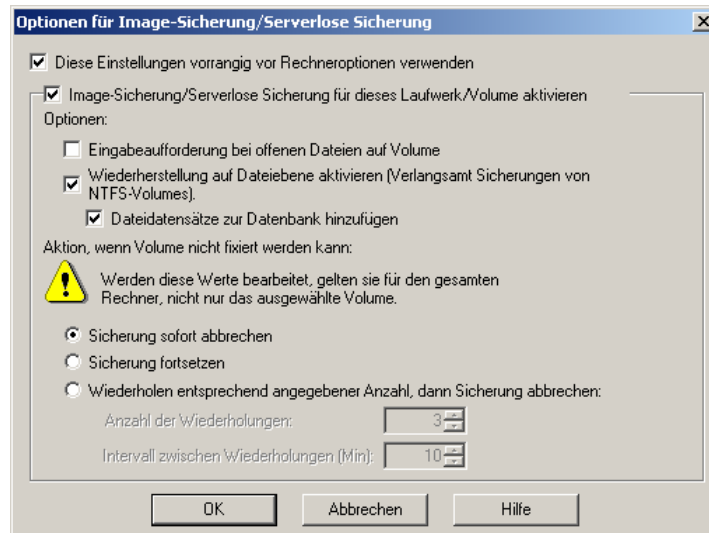 Optionen für Image-Sicherung/Serverlose Sicherung
Diese Einstellungen vorrangig vor Rechneroptionen verwenden
Image-Sicherung/Serverlose Sicherung für dieses Laufwerk/Volume aktivieren
Optionen:
Eingabeaufforderung bei offenen Dateien auf Volume
Wiederherstellung auf Dateiebene aktivieren (Verlangsamt Sicherungen von
NTFS-Volumes).
Dateidatensätze zur Datenbank hinzufügen
Aktion, wenn Volume nicht fixiert werden kann:
Werden diese Werte bearbeitet, gelten sie für den gesamten
Rechner, nicht nur das ausgewählte Volume.
Sicherung sofort abbrechen
Sicherung fortsetzen
Wiederholen entsprechend angegebener Anzahl, dann Sicherung abbrechen:
Anzahl der Wiederholungen: 3
Intervall zwischen Wiederholungen (Min): 10
OK Abbrechen Hilfe